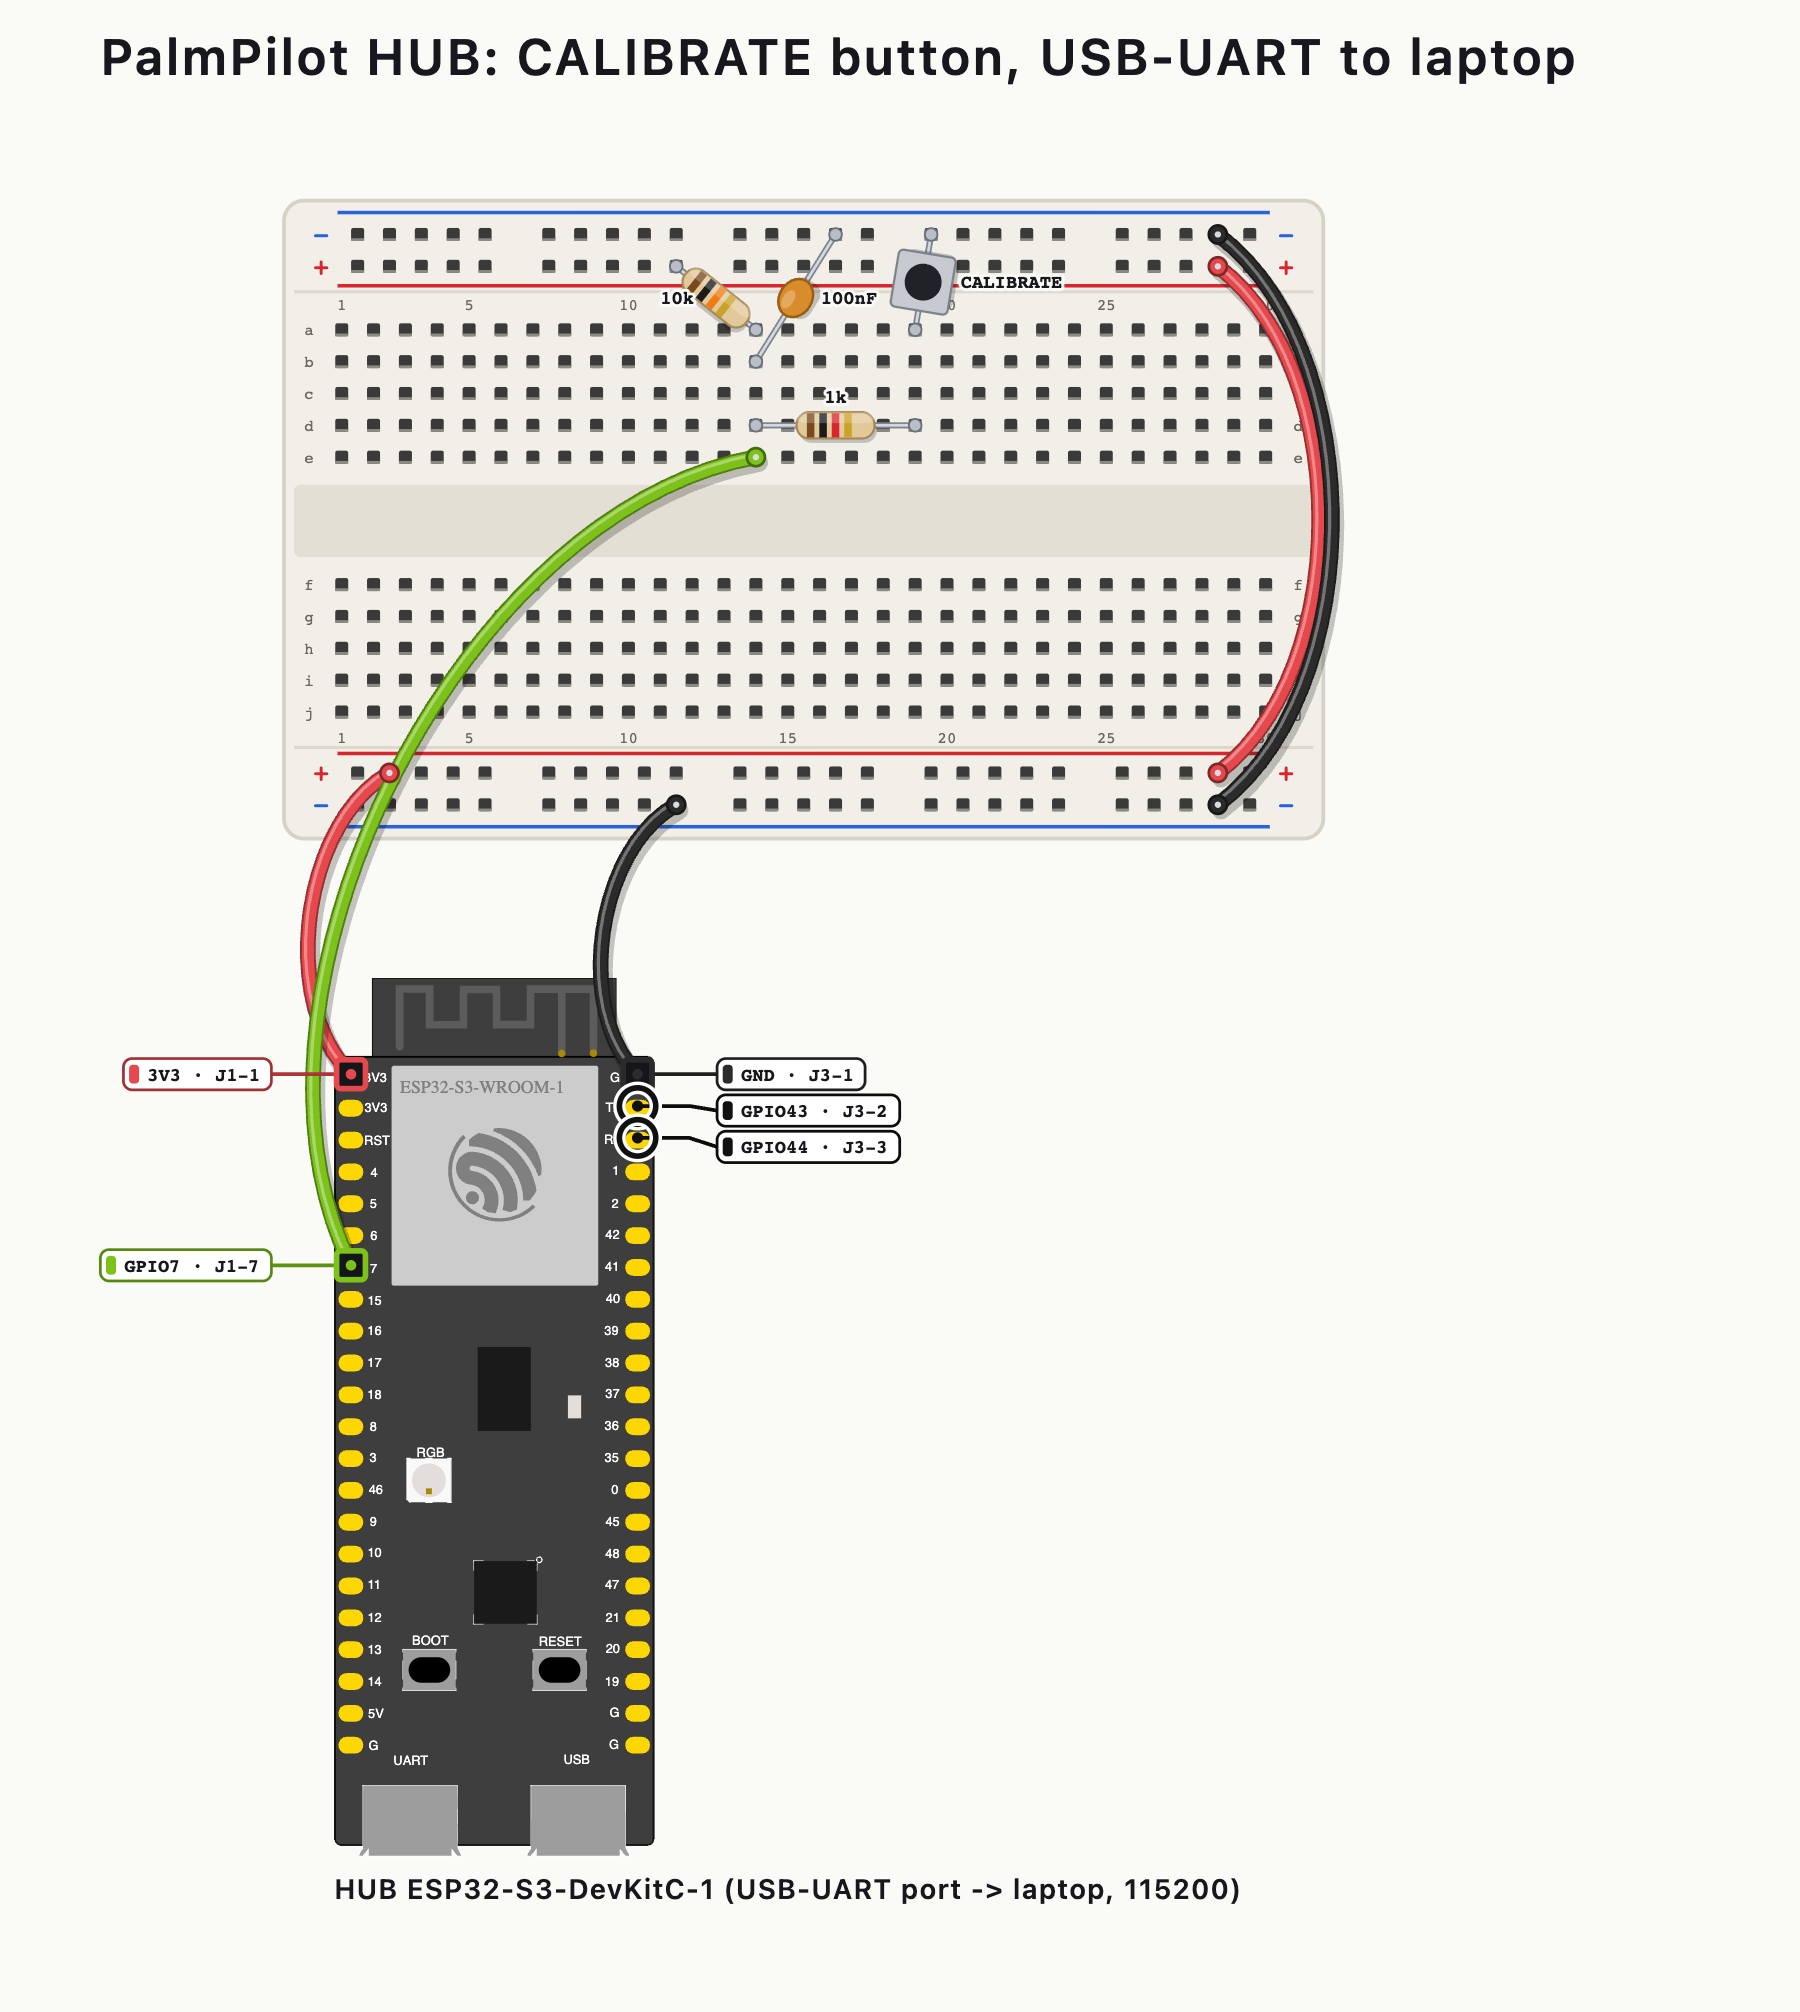 PalmPilot HUB: CALIBRATE button, USB-UART to laptop
− −
+ +
10k 100nF CALIBRATE
1 5 10 25
a
b
c
1k
d d
e e
f f
g g
h
i
j
1 5 10 15 20 25
+ +
− −
3V3 · J1-1
GPIO7 · J1-7
GND · J3-1
GPIO43 · J3-2
GPIO44 · J3-3
ESP32-S3-WROOM-1
3V3 G
3V3 T
RST R
4 1
5 2
6 42
7 41
15 40
16 39
17 38
18 37
8 36
3 35
RGB
46 0
9 45
10 48
11 47
12 21
BOOT RESET
13 20
14 19
5V G
G G
UART USB
HUB ESP32-S3-DevKitC-1 (USB-UART port -> laptop, 115200)